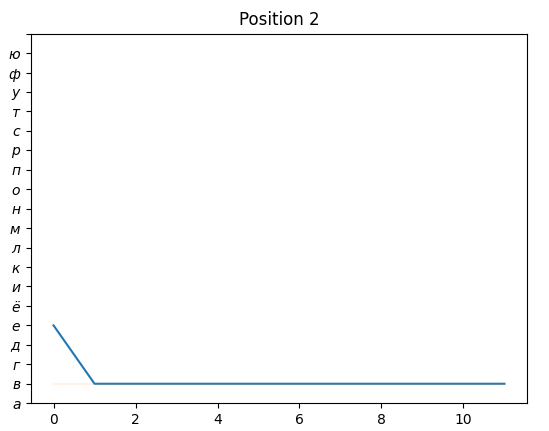 Position 2
ю
ф
у
т
с
р
п
о
н
м
л
к
и
ё
е
д
г
в
а
0 2 4 6 8 10